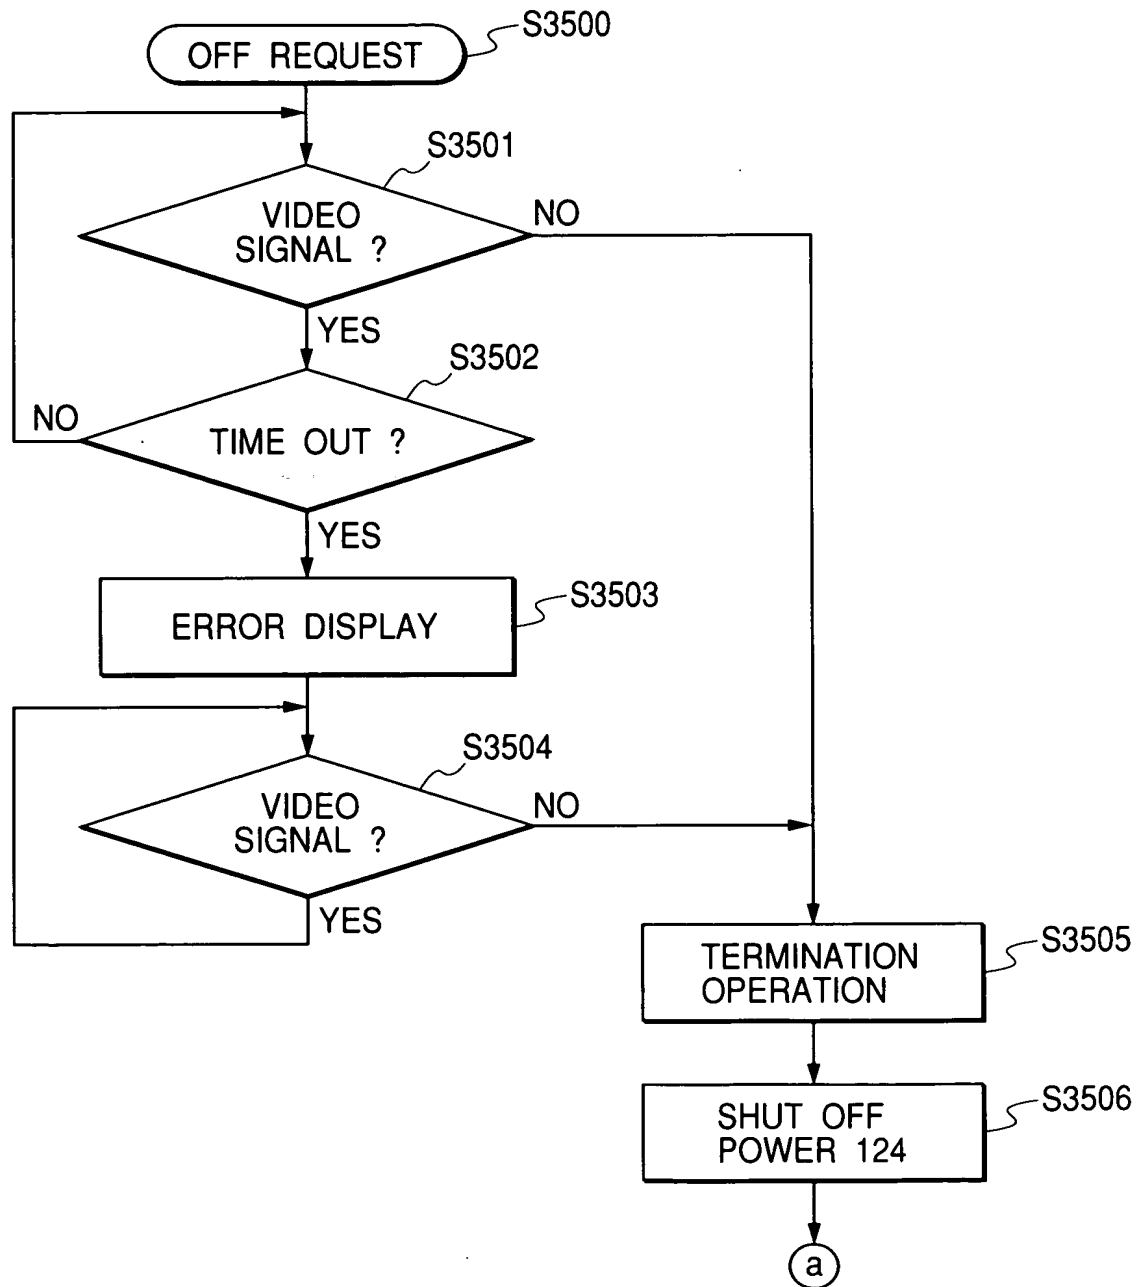 OFF REQUEST
S3500
S3501
VIDEO
SIGNAL ?
NO
YES
S3502
NO
TIME OUT ?
YES
S3503
ERROR DISPLAY
S3504
VIDEO
SIGNAL ?
NO
YES
S3505
TERMINATION
OPERATION
S3506
SHUT OFF
POWER 124
a